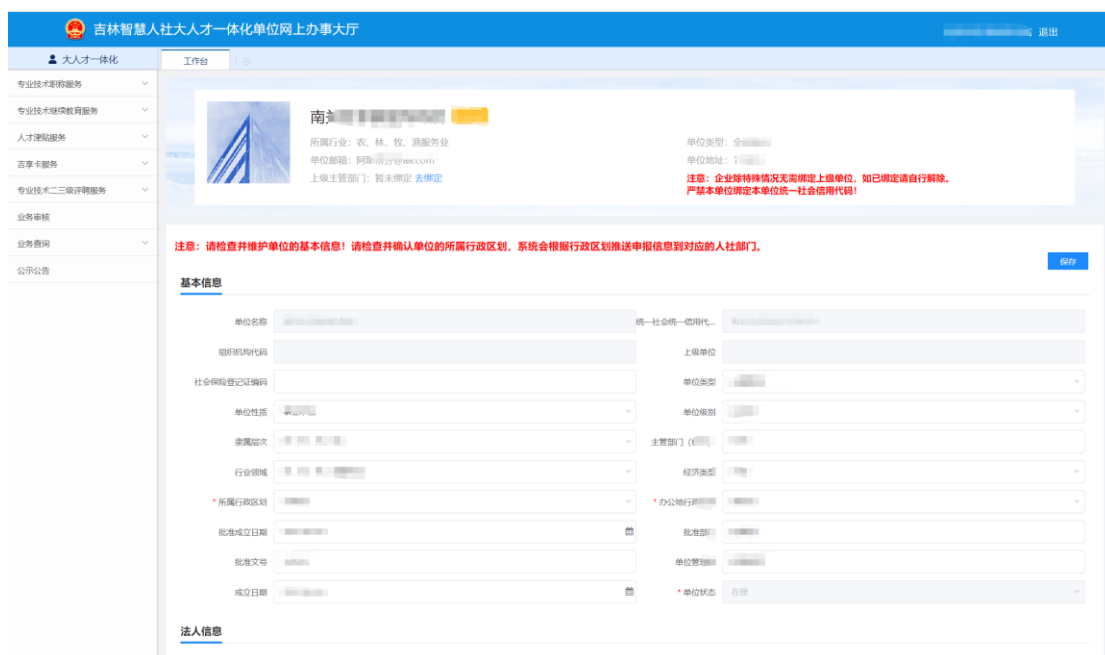 吉林智慧人社大人才一体化单位网上办事大厅
退出
大人才一体化
工作台
专业技术职称服务
专业技术继续教育服务
人才津贴服务
吉享卡服务
专业技术二三级评聘服务
业务审核
业务查询
公示公告
南关
所属行业：农、林、牧、渔服务业
单位类型：
单位邮箱：
单位地址：
上级主管部门：暂未绑定 去绑定
注意：企业除特殊情况无需绑定上级单位，如已绑定请自行解除。
严禁本单位绑定本单位统一社会信用代码！
注意：请检查并维护单位的基本信息！请检查并确认单位的所属行政区划，系统会根据行政区划推送申报信息到对应的人社部门。
保存
基本信息
单位名称
统一社会统一信用代...
组织机构代码
上级单位
社会保险登记证编码
单位类型
单位性质
单位级别
隶属层次
主管部门（
行业领域
经济类型
* 所属行政区划
* 办公地行政
批准成立日期
批准部
批准文号
单位管理
成立日期
* 单位状态 在册
法人信息